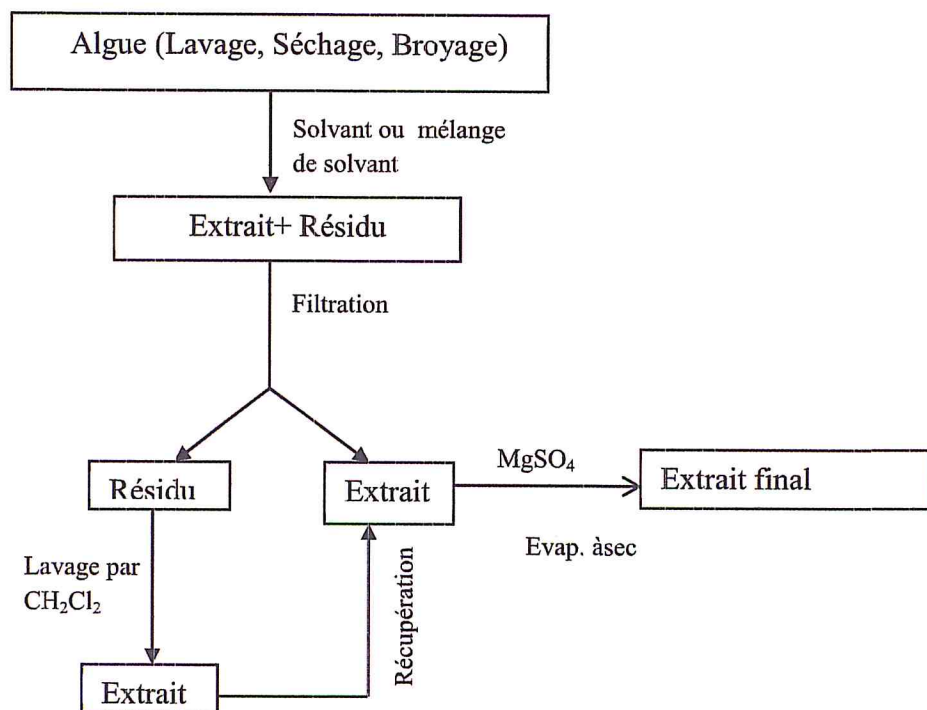 Algue (Lavage, Séchage, Broyage)
Solvant ou mélange
de solvant
Extrait+ Résidu
Filtration
Résidu
Extrait
MgSO₄
Evap. àsec
Extrait final
Lavage par
CH₂Cl₂
Récupération
Extrait